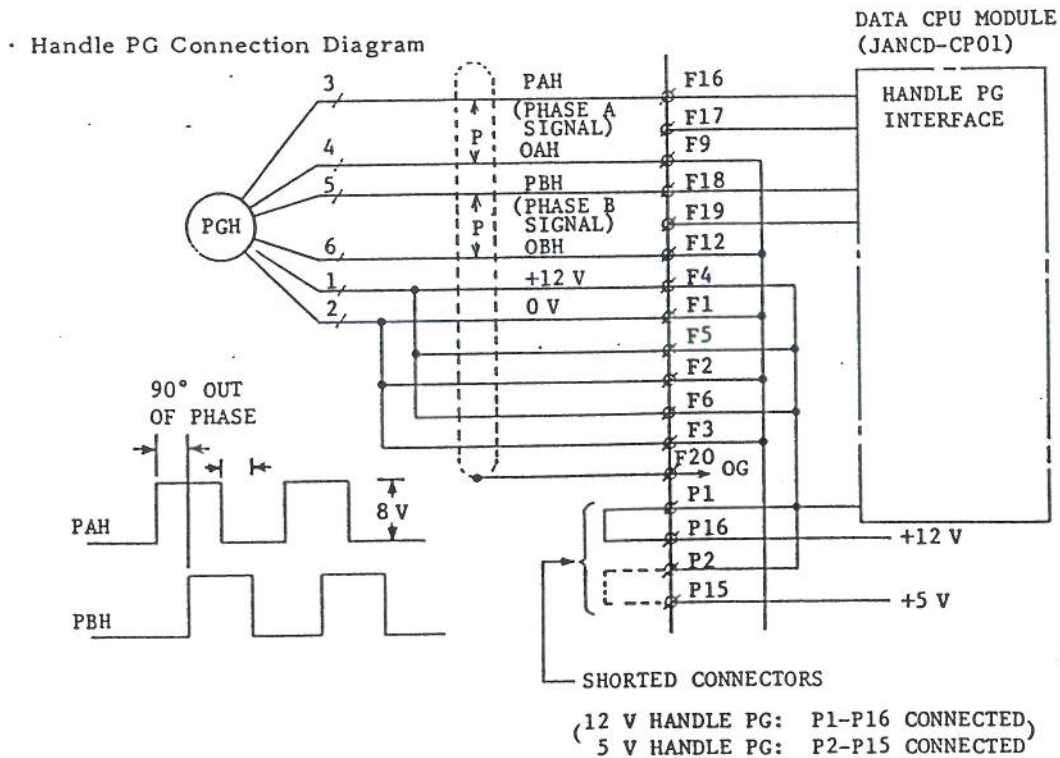 DATA CPU MODULE
(JANCD-CP01)
· Handle PG Connection Diagram
HANDLE PG
INTERFACE
PGH
3
PAH
F16
(PHASE A
SIGNAL)
P
F17
4
OAH
F9
5
PBH
F18
(PHASE B
SIGNAL)
P
F19
6
OBH
F12
1
+12 V
F4
2
0 V
F1
F5
F2
F6
F3
F20
OG
P1
P16
+12 V
P2
P15
+5 V
90° OUT
OF PHASE
PAH
8 V
PBH
SHORTED CONNECTORS
(12 V HANDLE PG: P1-P16 CONNECTED)
5 V HANDLE PG: P2-P15 CONNECTED